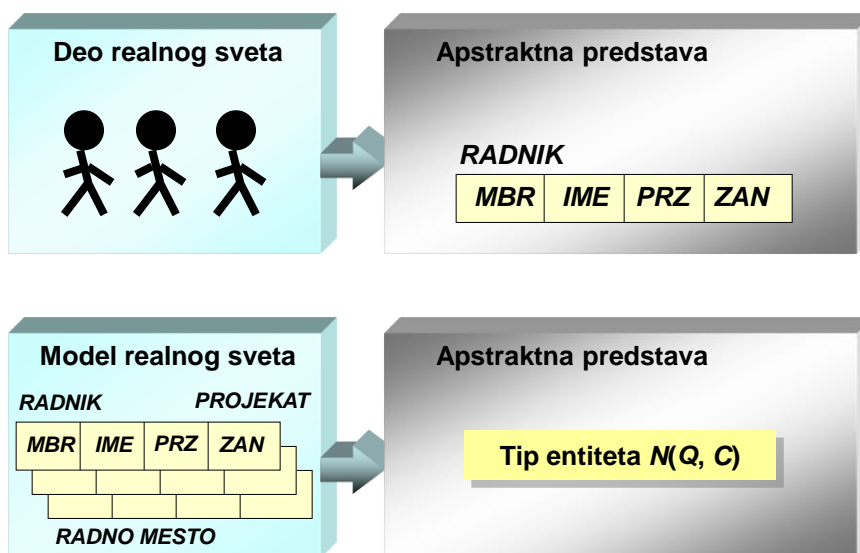 Deo realnog sveta
Apstraktna predstava
RADNIK
MBR IME PRZ ZAN
Model realnog sveta
RADNIK PROJEKAT
MBR IME PRZ ZAN
RADNO MESTO
Apstraktna predstava
Tip entiteta N(Q, C)